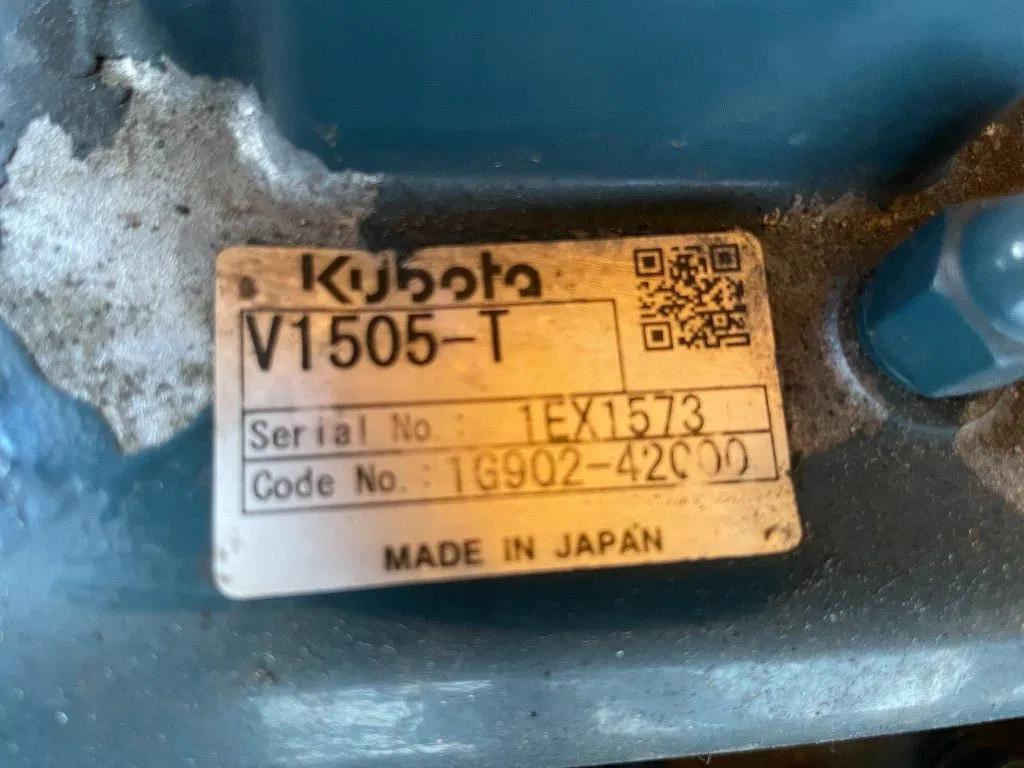 Kubota
V1505-T
Serial No. : 1EX1573
Code No. : 1G902-42000
MADE IN JAPAN